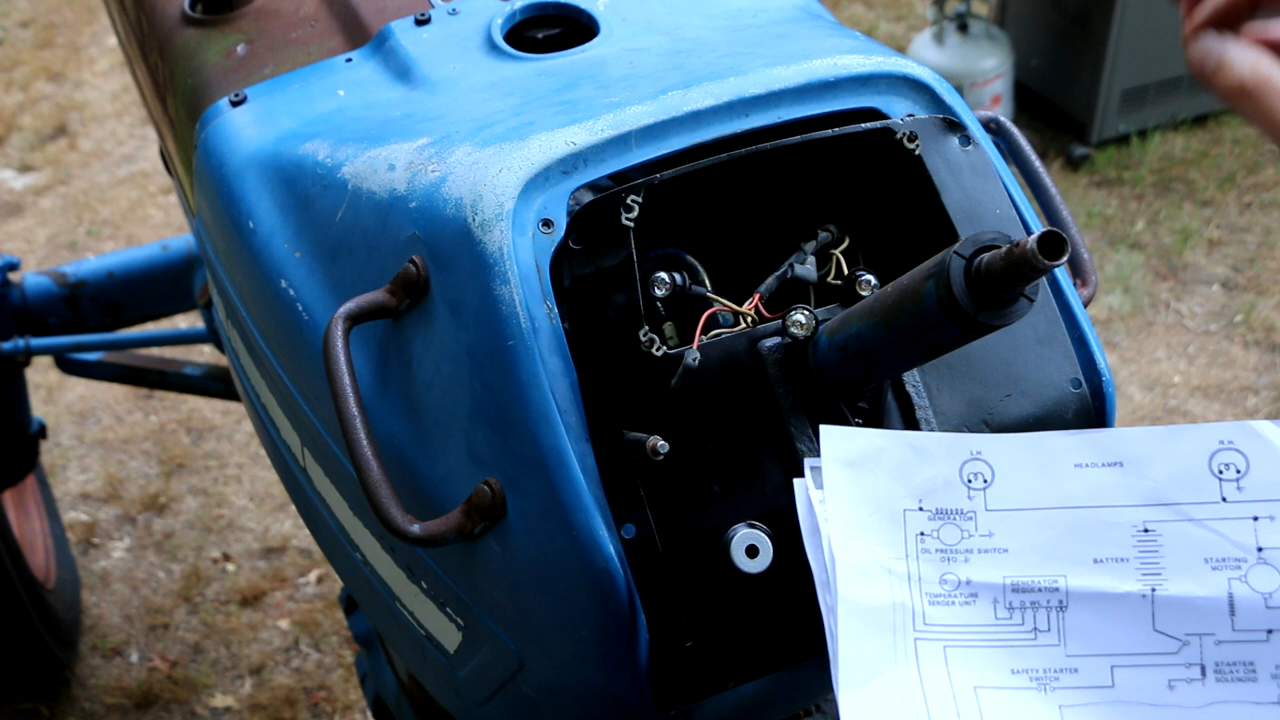 L.H.
HEADLAMPS
R.H.
F
GENERATOR
D
OIL PRESSURE SWITCH
BATTERY
STARTING
MOTOR
TEMPERATURE
SENDER UNIT
GENERATOR
REGULATOR
E D WL F B
SAFETY STARTER
SWITCH
STARTER
RELAY OR
SOLENOID